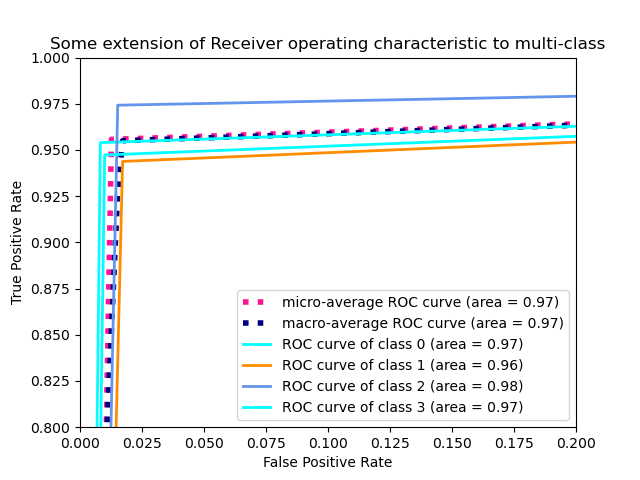 Some extension of Receiver operating characteristic to multi-class
1.000
0.975
0.950
0.925
0.900
0.875
0.850
0.825
0.800
True Positive Rate
micro-average ROC curve (area = 0.97)
macro-average ROC curve (area = 0.97)
ROC curve of class 0 (area = 0.97)
ROC curve of class 1 (area = 0.96)
ROC curve of class 2 (area = 0.98)
ROC curve of class 3 (area = 0.97)
0.000 0.025 0.050 0.075 0.100 0.125 0.150 0.175 0.200
False Positive Rate